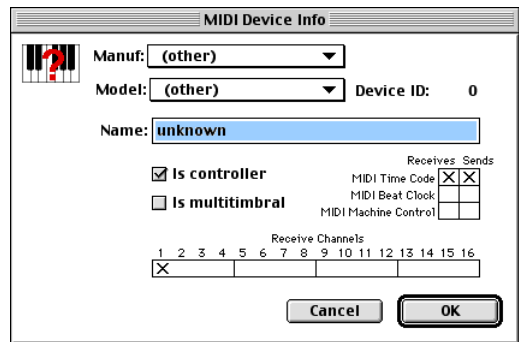 MIDI Device Info
Manuf: (other)
Model: (other) Device ID: 0
Name: unknown
Is controller
Is multitimbral
Receives Sends
MIDI Time Code X X
MIDI Beat Clock
MIDI Machine Control
Receive Channels
1 2 3 4 5 6 7 8 9 10 11 12 13 14 15 16
X
Cancel OK